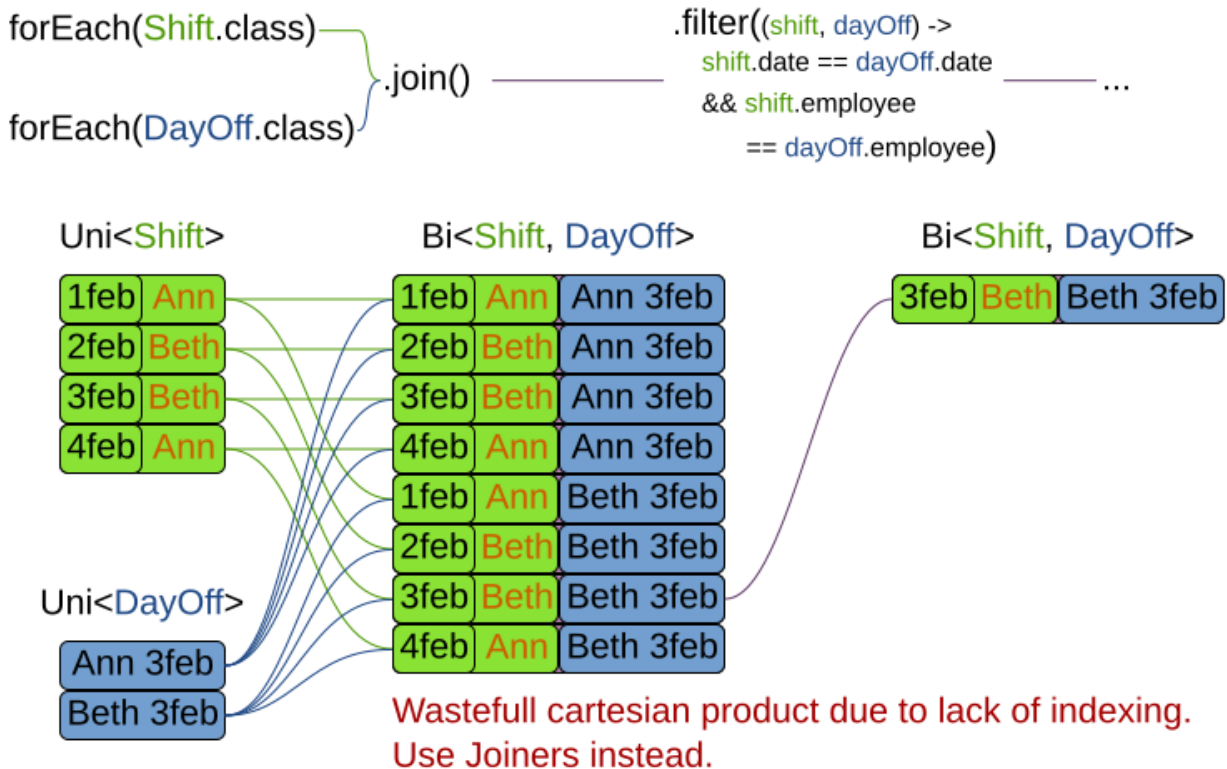 forEach(Shift.class)
forEach(DayOff.class)
.join()
.filter((shift, dayOff) ->
shift.date == dayOff.date
&& shift.employee
== dayOff.employee)
...
Uni<Shift>
1feb Ann
2feb Beth
3feb Beth
4feb Ann
Uni<DayOff>
Ann 3feb
Beth 3feb
Bi<Shift, DayOff>
1feb Ann Ann 3feb
2feb Beth Ann 3feb
3feb Beth Ann 3feb
4feb Ann Ann 3feb
1feb Ann Beth 3feb
2feb Beth Beth 3feb
3feb Beth Beth 3feb
4feb Ann Beth 3feb
Bi<Shift, DayOff>
3feb Beth Beth 3feb
Wastefull cartesian product due to lack of indexing.
Use Joiners instead.